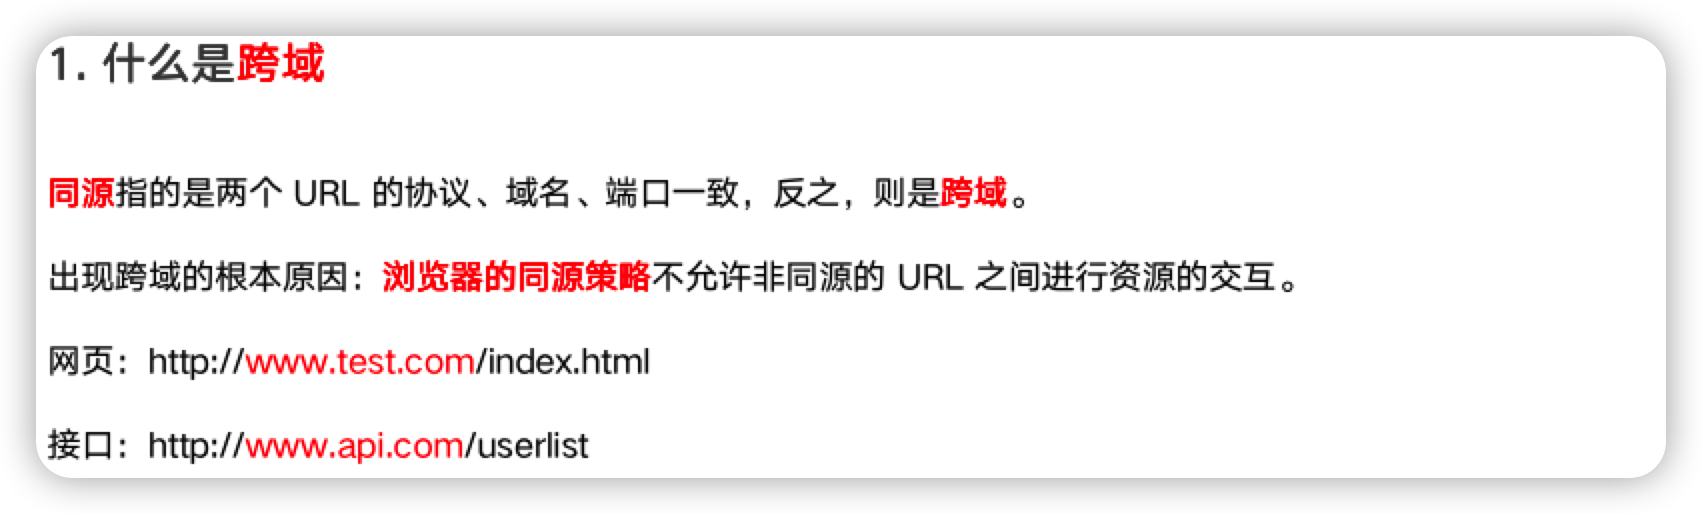 1. 什么是跨域
同源指的是两个 URL 的协议、域名、端口一致，反之，则是跨域。
出现跨域的根本原因：浏览器的同源策略不允许非同源的 URL 之间进行资源的交互。
网页：http://www.test.com/index.html
接口：http://www.api.com/userlist